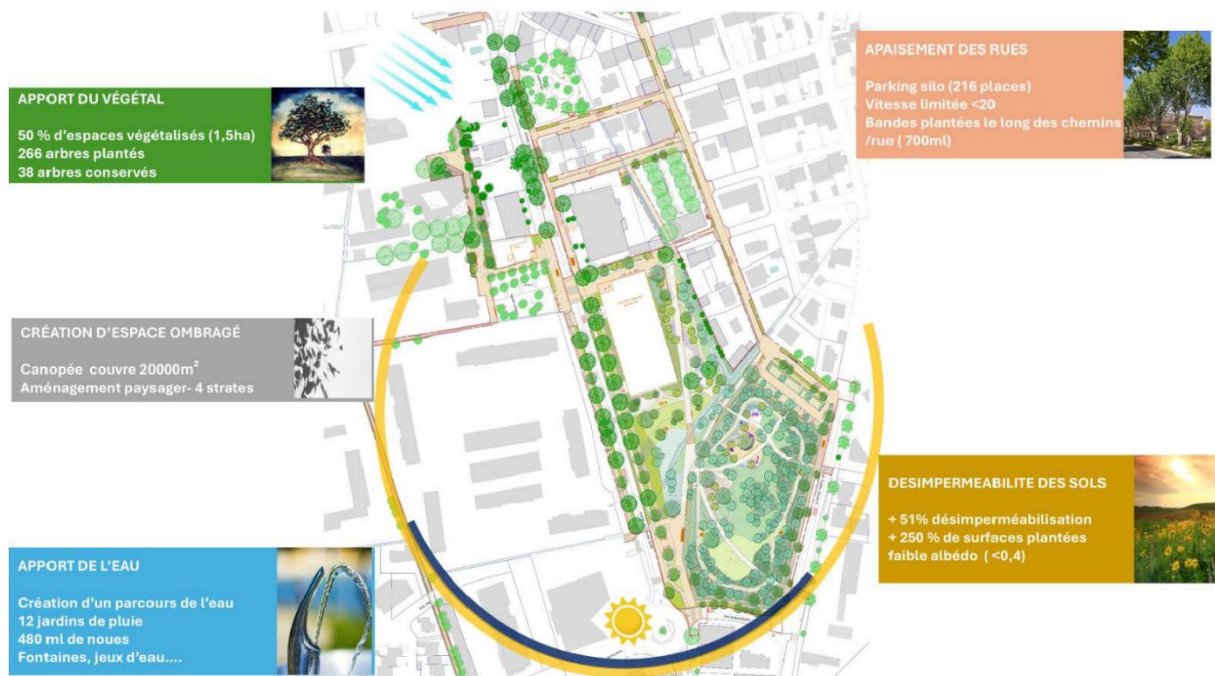 APPORT DU VÉGÉTAL
50 % d'espaces végétalisés (1,5ha)
266 arbres plantés
38 arbres conservés
CRÉATION D'ESPACE OMBRAGÉ
Canopée couvre 20000m²
Aménagement paysager- 4 strates
APPORT DE L'EAU
Création d'un parcours de l'eau
12 jardins de pluie
480 ml de noues
Fontaines, jeux d'eau....
APAISEMENT DES RUES
Parking silo (216 places)
Vitesse limitée <20
Bandes plantées le long des chemins
/rue ( 700ml)
DESIMPERMEABILITE DES SOLS
+ 51% désimperméabilisation
+ 250 % de surfaces plantées
faible albédo ( <0,4)